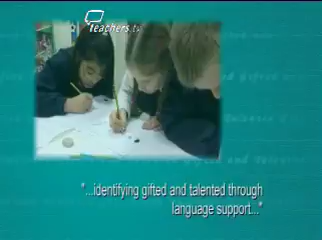 teachers.tv
"...identifying gifted and talented through
language support..."